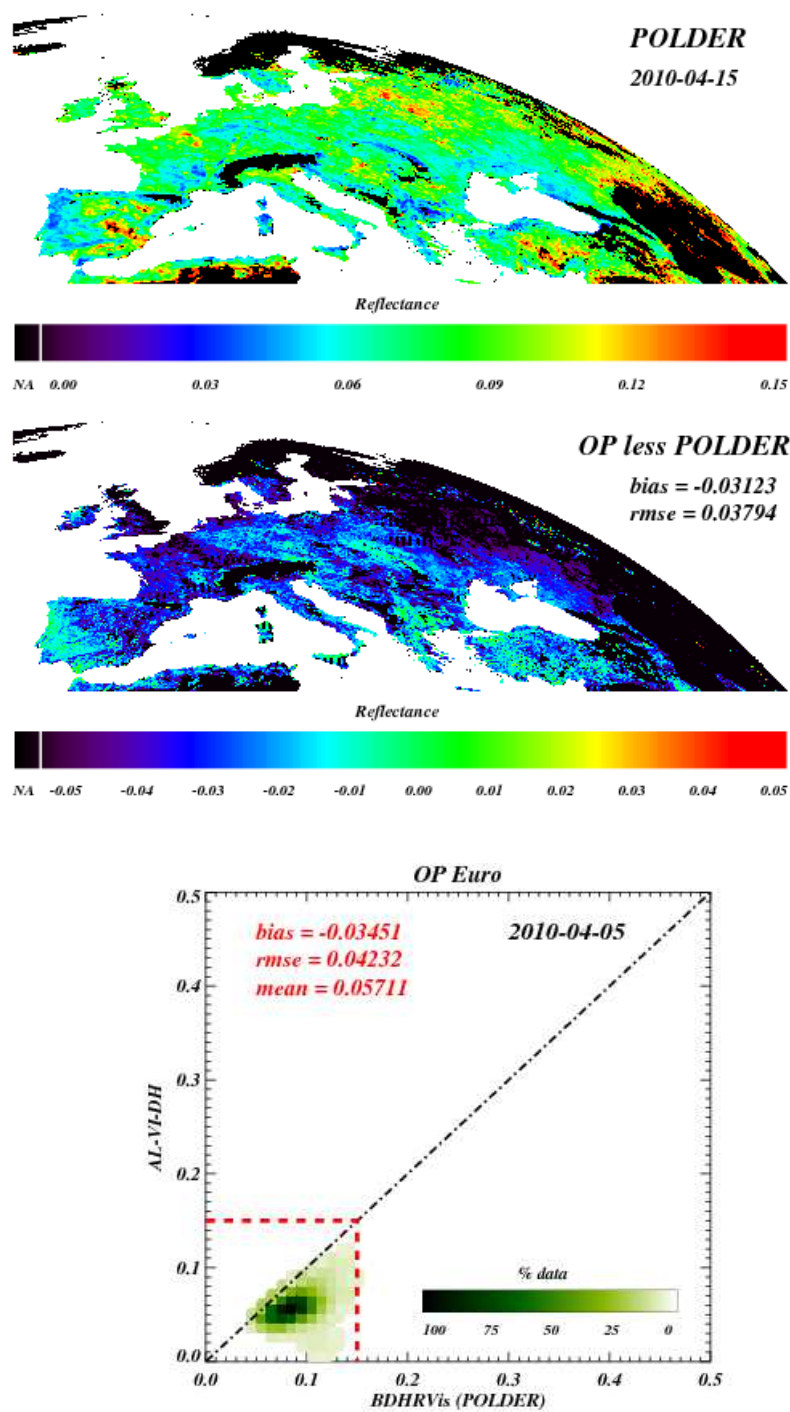 POLDER
2010-04-15
Reflectance
NA 0.00 0.03 0.06 0.09 0.12 0.15
OP less POLDER
bias = -0.03123
rmse = 0.03794
Reflectance
NA -0.05 -0.04 -0.03 -0.02 -0.01 0.00 0.01 0.02 0.03 0.04 0.05
OP Euro
0.5
bias = -0.03451
2010-04-05
rmse = 0.04232
mean = 0.05711
0.4
0.3
AL-VI-DH
0.2
0.1
% data
100 75 50 25 0
0.0
0.0 0.1 0.2 0.3 0.4 0.5
BDHRVis (POLDER)